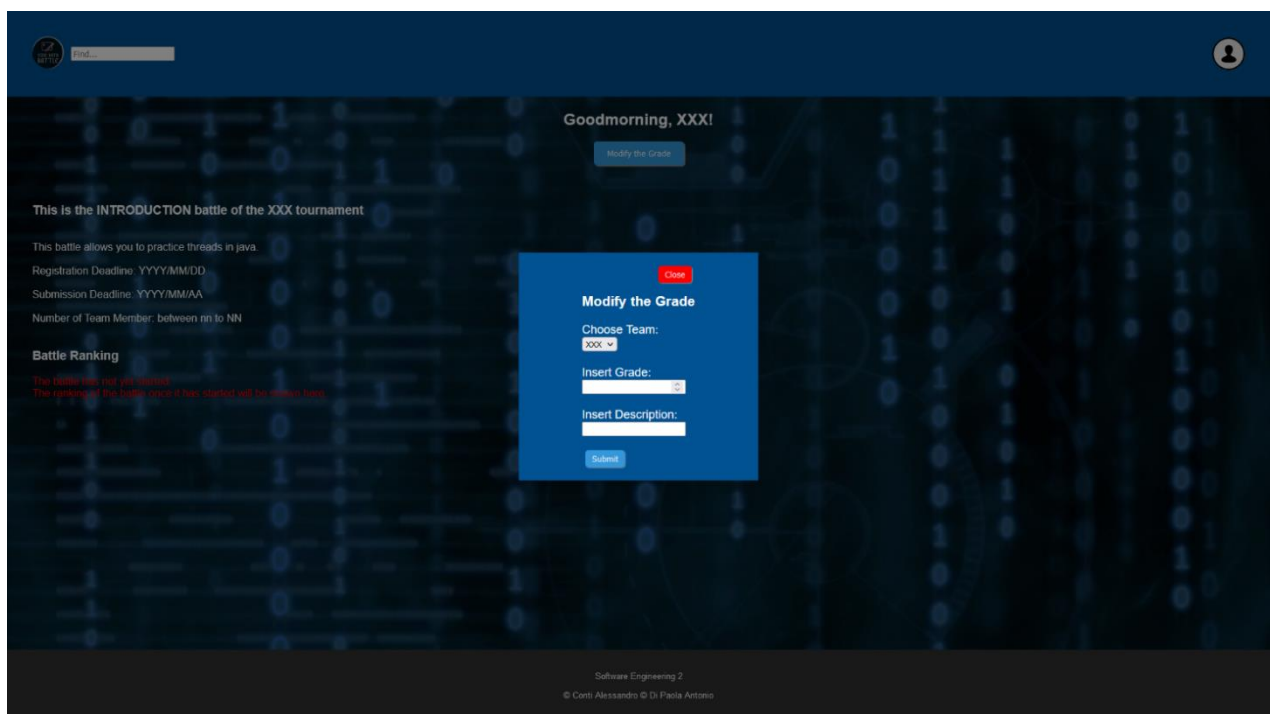 Find...
Goodmorning, XXX!
Modify the Grade
This is the INTRODUCTION battle of the XXX tournament
This battle allows you to practice threads in java.
Registration Deadline: YYYY/MM/DD
Submission Deadline: YYYY/MM/AA
Number of Team Member: between nn to NN
Battle Ranking
The battle has not yet started.
The ranking of the battle once it has started will be visible here.
Close
Modify the Grade
Choose Team:
XXX
Insert Grade:
Insert Description:
Submit
Software Engineering 2
© Conti Alessandro © Di Paola Antonio